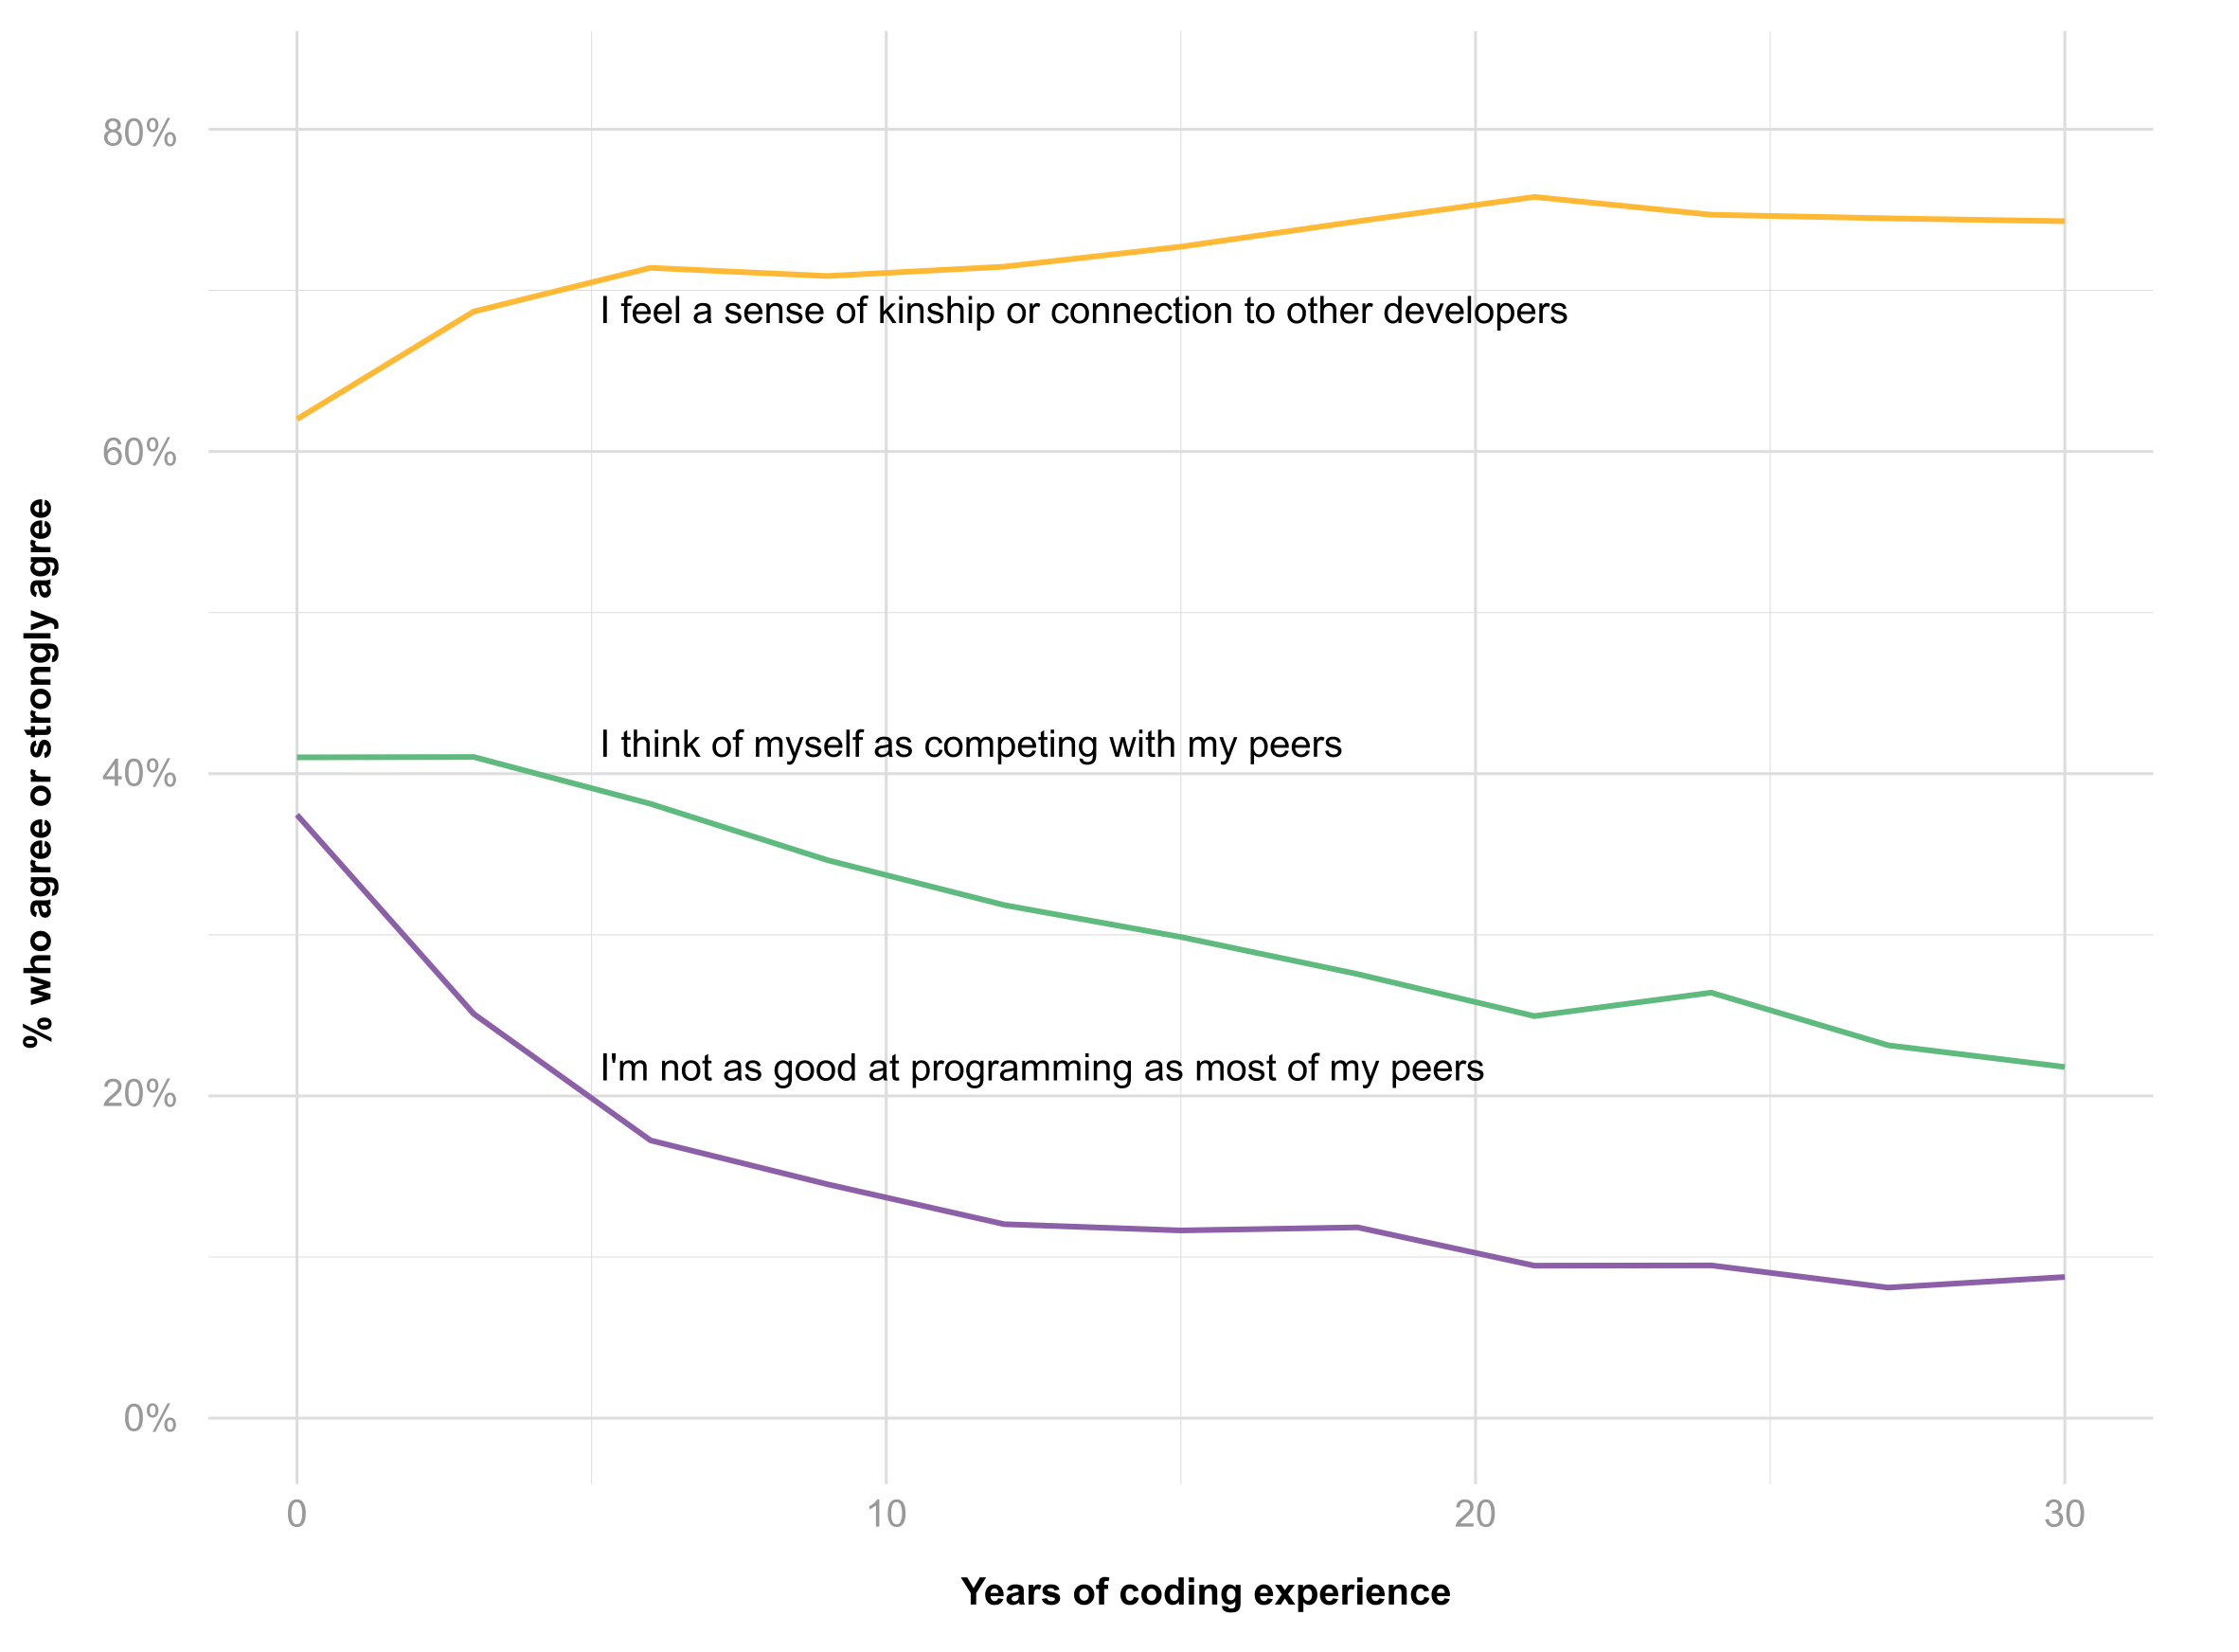 80%
I feel a sense of kinship or connection to other developers
60%
% who agree or strongly agree
I think of myself as competing with my peers
40%
I'm not as good at programming as most of my peers
20%
0%
0 10 20 30
Years of coding experience